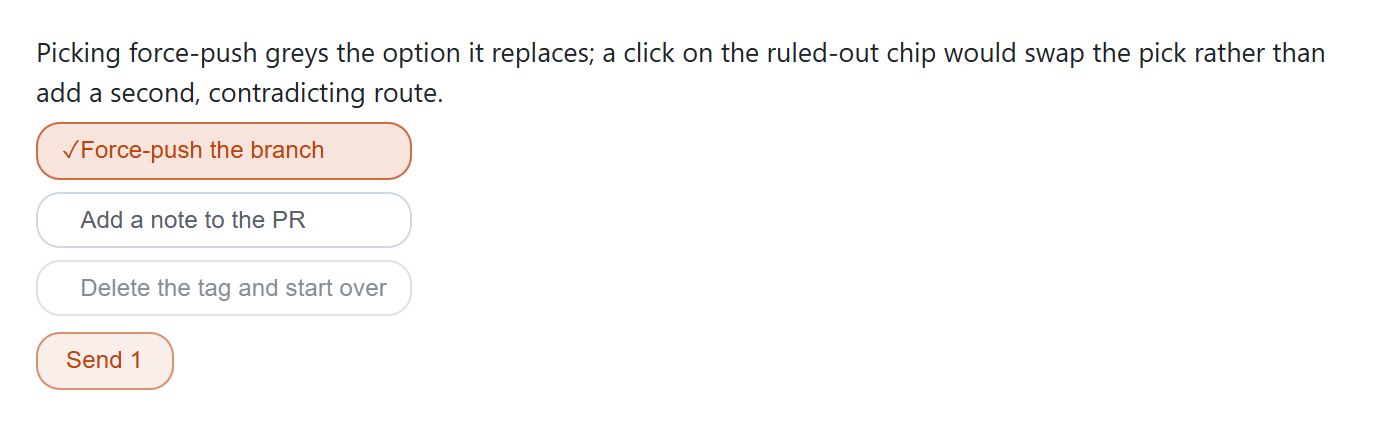 Picking force-push greys the option it replaces; a click on the ruled-out chip would swap the pick rather than
add a second, contradicting route.
✓Force-push the branch
Add a note to the PR
Delete the tag and start over
Send 1